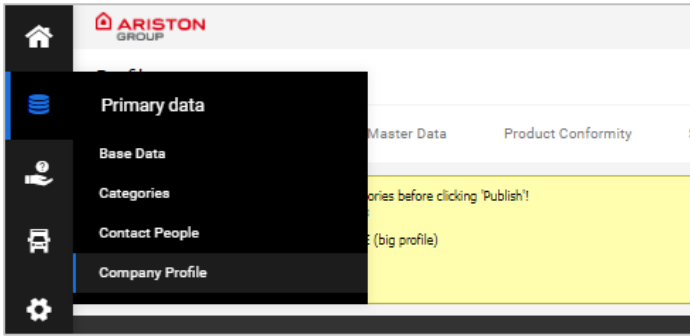 ARISTON
GROUP
Primary data
Master Data Product Conformity
Base Data
Categories
ories before clicking 'Publish'!
Contact People
(big profile)
Company Profile